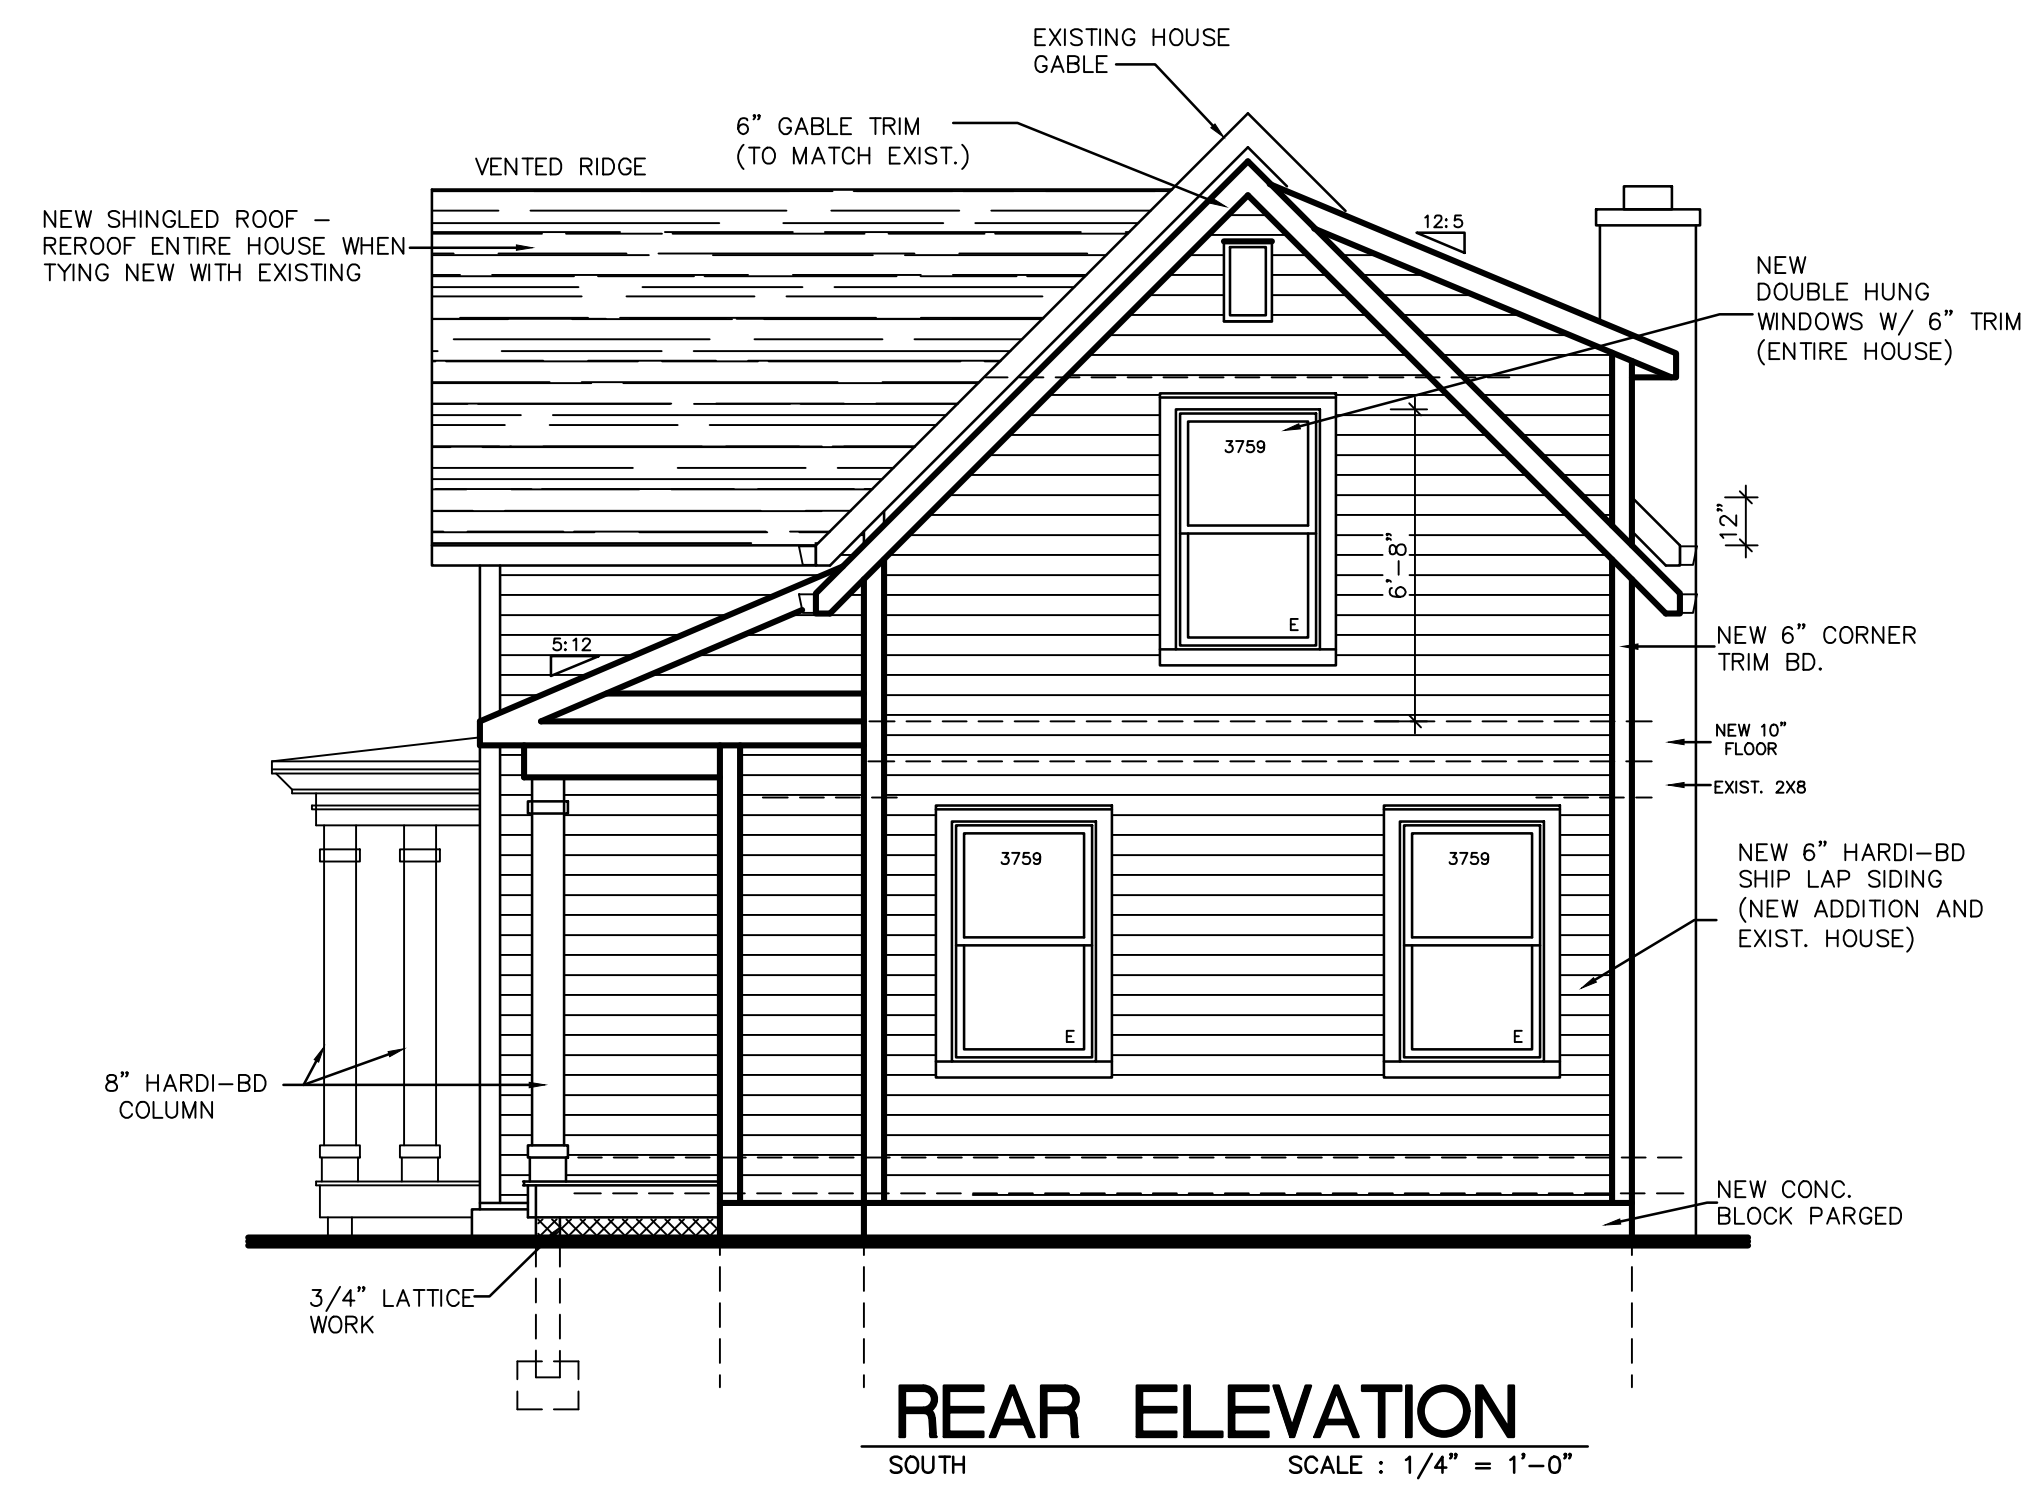 EXISTING HOUSE
GABLE
6" GABLE TRIM
(TO MATCH EXIST.)
VENTED RIDGE
NEW SHINGLED ROOF –
REROOF ENTIRE HOUSE WHEN
TYING NEW WITH EXISTING
12:5
NEW
DOUBLE HUNG
WINDOWS W/ 6" TRIM
(ENTIRE HOUSE)
3759
6'-8"
12"
E
5:12
NEW 6" CORNER
TRIM BD.
NEW 10"
FLOOR
EXIST. 2X8
3759
3759
NEW 6" HARDI-BD
SHIP LAP SIDING
(NEW ADDITION AND
EXIST. HOUSE)
E
E
8" HARDI-BD
COLUMN
NEW CONC.
BLOCK PARGED
3/4" LATTICE
WORK
REAR ELEVATION
SOUTH
SCALE : 1/4" = 1'-0"